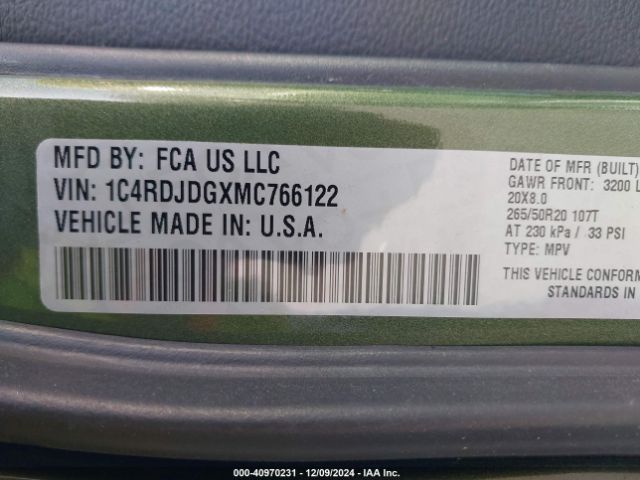 MFD BY: FCA US LLC
VIN: 1C4RDJDGXMC766122
VEHICLE MADE IN: U.S.A.
DATE OF MFR (BUILT)
GAWR FRONT: 3200 L
20X8.0
265/50R20 107T
AT 230 kPa / 33 PSI
TYPE: MPV
THIS VEHICLE CONFORM
STANDARDS IN
000-40970231 - 12/09/2024 - IAA Inc.